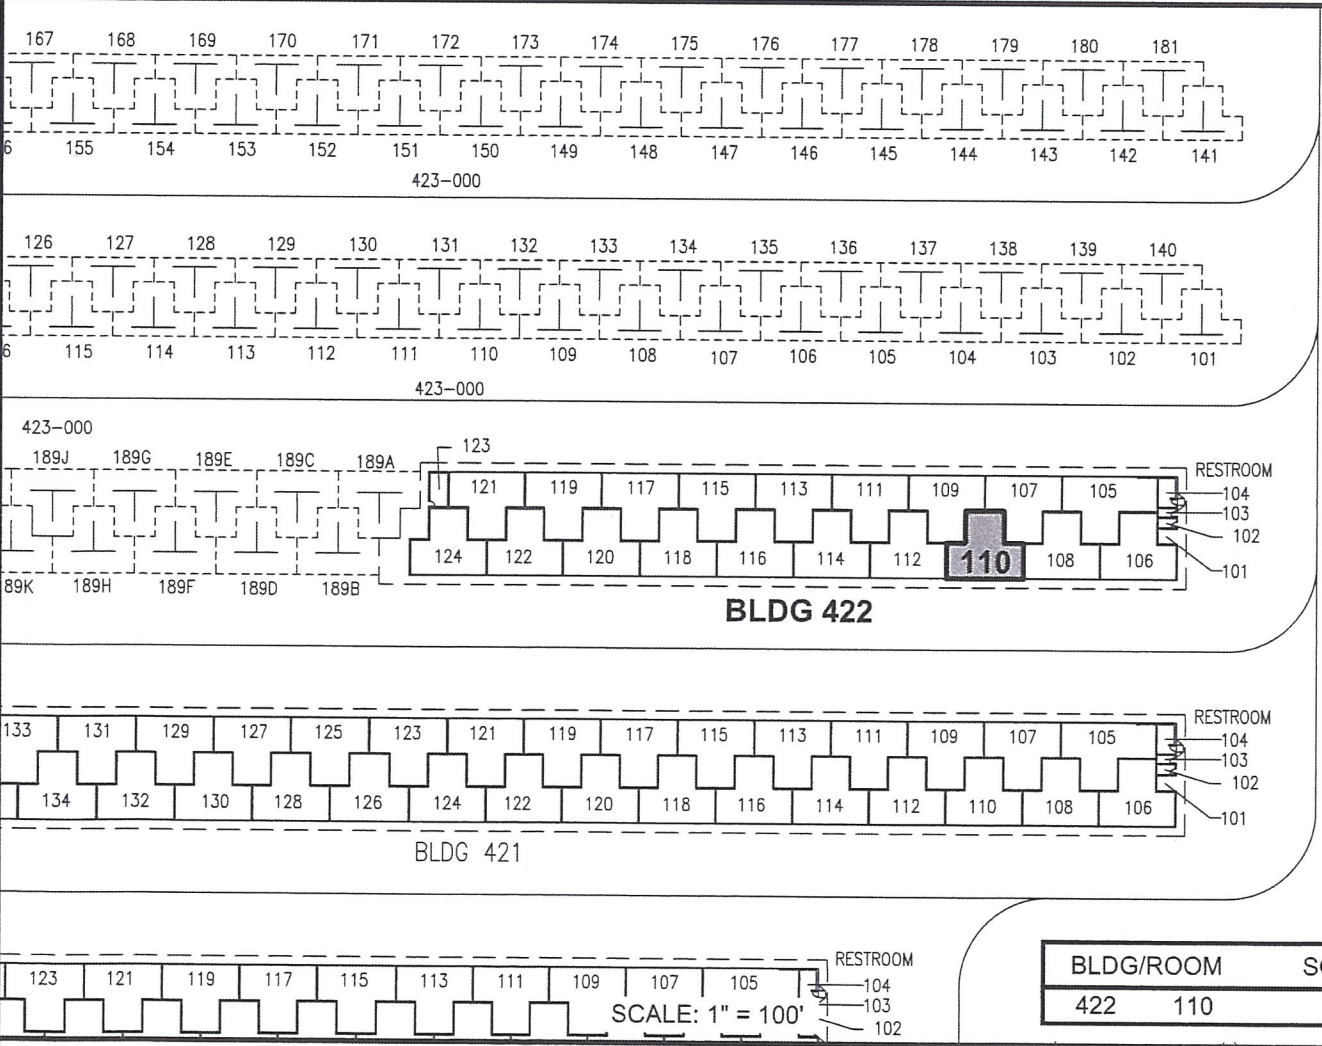 167 168 169 170 171 172 173 174 175 176 177 178 179 180 181
6 155 154 153 152 151 150 149 148 147 146 145 144 143 142 141
423-000
126 127 128 129 130 131 132 133 134 135 136 137 138 139 140
6 115 114 113 112 111 110 109 108 107 106 105 104 103 102 101
423-000
423-000
189J 189G 189E 189C 189A
123
RESTROOM
121 119 117 115 113 111 109 107 105
104
103
102
124 122 120 118 116 114 112 110 108 106
101
89K 189H 189F 189D 189B
BLDG 422
RESTROOM
133 131 129 127 125 123 121 119 117 115 113 111 109 107 105
104
103
102
134 132 130 128 126 124 122 120 118 116 114 112 110 108 106
101
BLDG 421
RESTROOM
123 121 119 117 115 113 111 109 107 105
104
103
102
SCALE: 1" = 100'
BLDG/ROOM
422 110